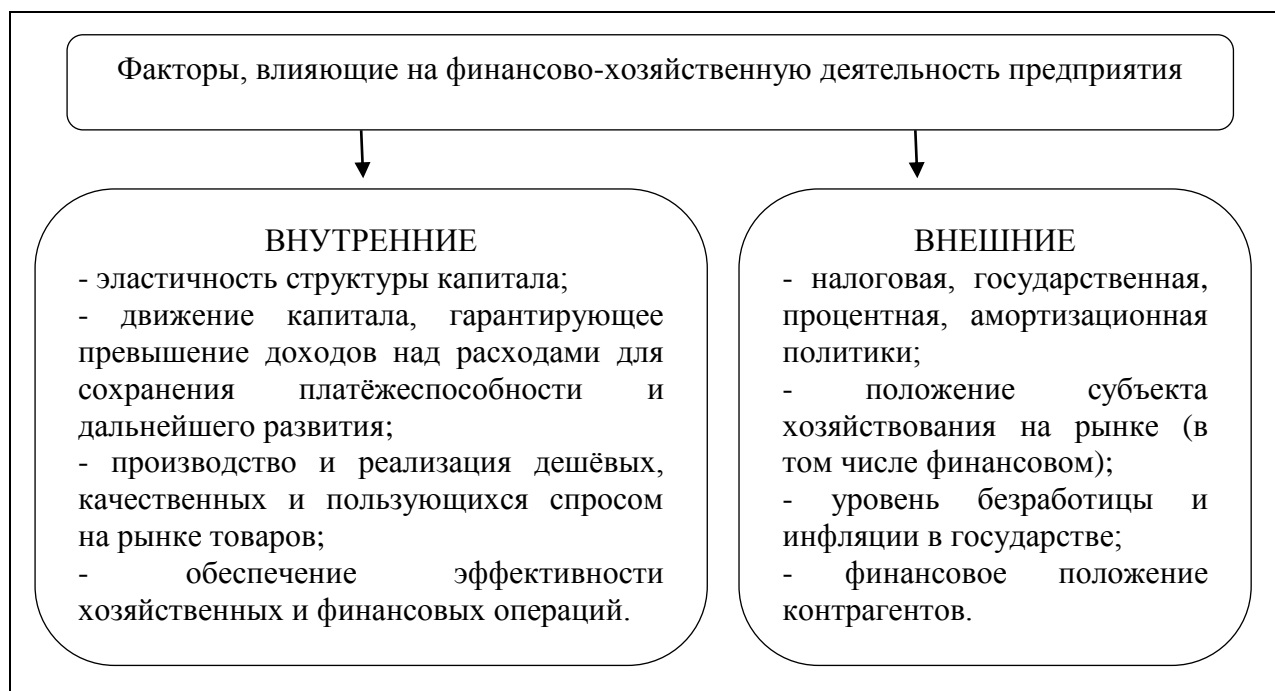 Факторы, влияющие на финансово-хозяйственную деятельность предприятия
ВНУТРЕННИЕ
- эластичность структуры капитала;
- движение капитала, гарантирующее
превышение доходов над расходами для
сохранения платёжеспособности и
дальнейшего развития;
- производство и реализация дешёвых,
качественных и пользующихся спросом
на рынке товаров;
- обеспечение эффективности
хозяйственных и финансовых операций.
ВНЕШНИЕ
- налоговая, государственная,
процентная, амортизационная
политики;
- положение субъекта
хозяйствования на рынке (в
том числе финансовом);
- уровень безработицы и
инфляции в государстве;
- финансовое положение
контрагентов.